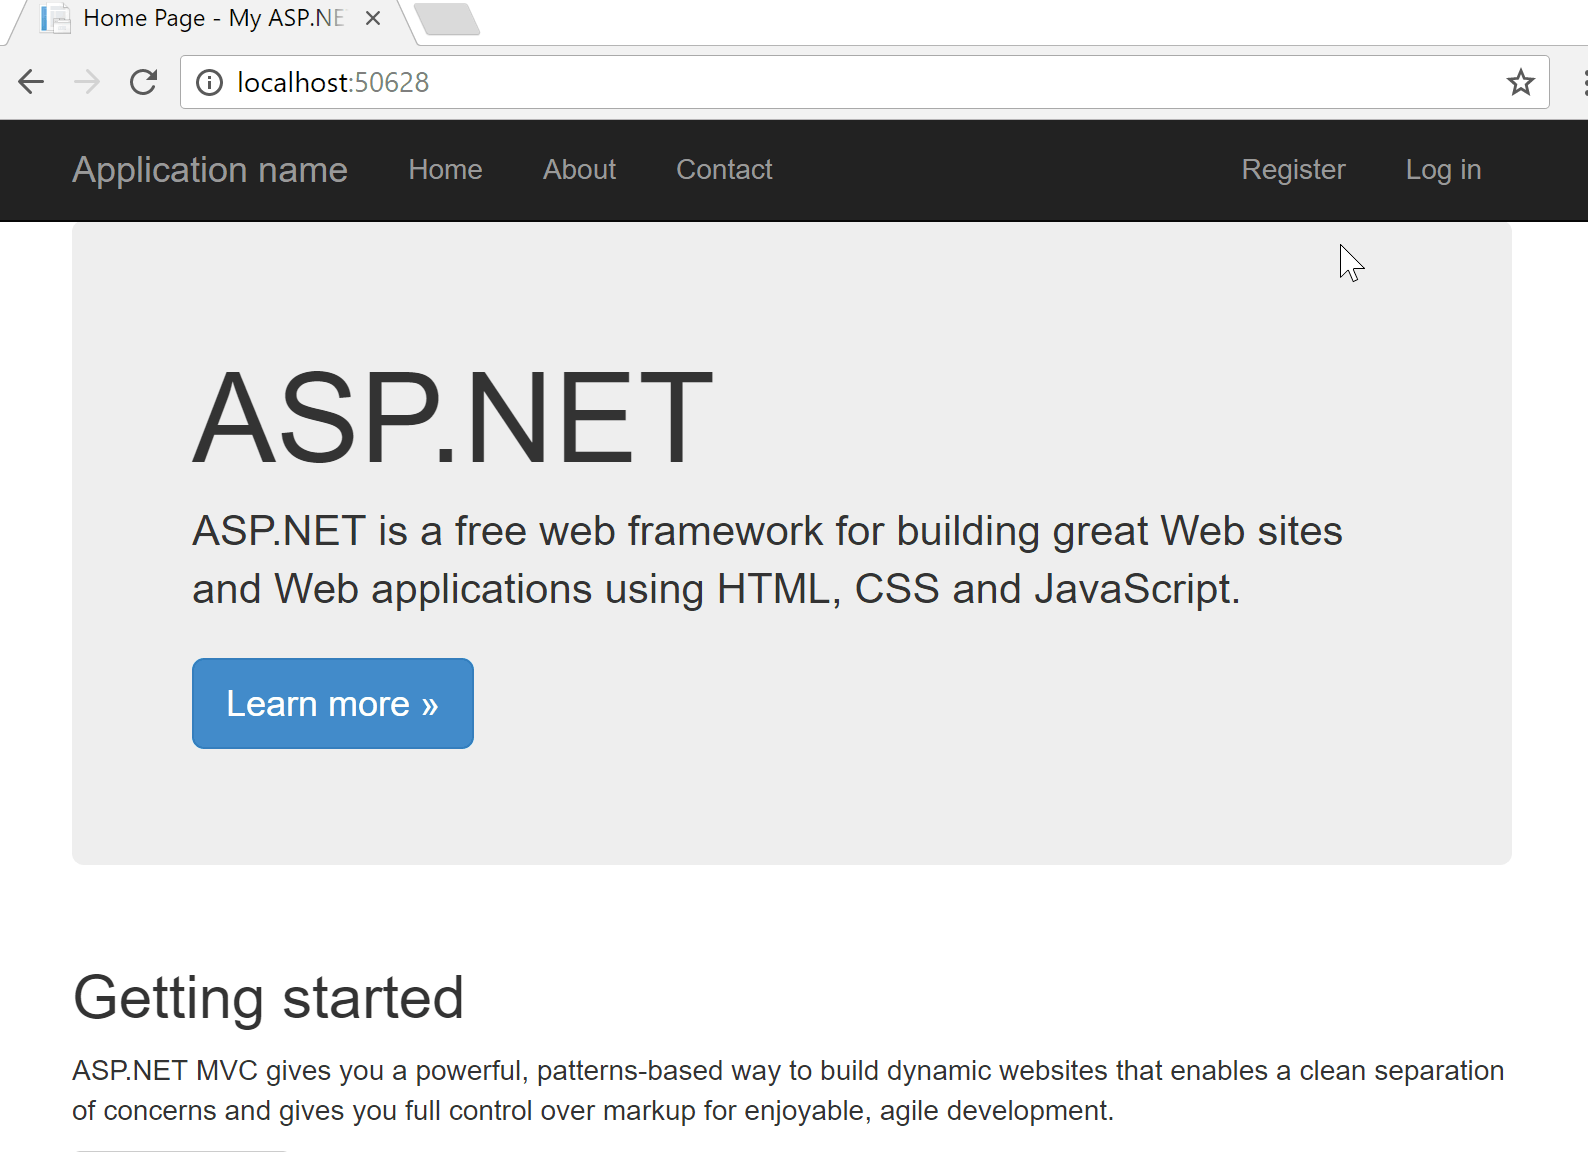 Home Page - My ASP.NE
localhost:50628
Application name Home About Contact Register Log in
ASP.NET
ASP.NET is a free web framework for building great Web sites
and Web applications using HTML, CSS and JavaScript.
Learn more »
Getting started
ASP.NET MVC gives you a powerful, patterns-based way to build dynamic websites that enables a clean separation
of concerns and gives you full control over markup for enjoyable, agile development.